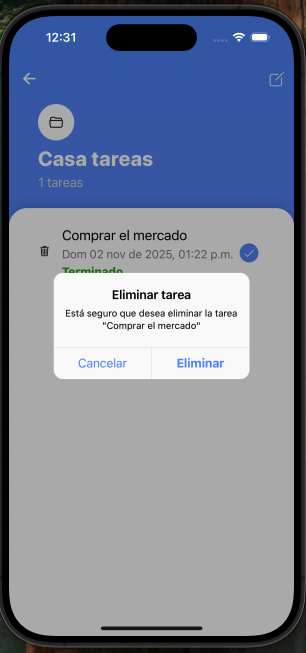 12:31
Casa tareas
1 tareas
Comprar el mercado
Dom 02 nov de 2025, 01:22 p.m.
Terminado
Eliminar tarea
Está seguro que desea eliminar la tarea
"Comprar el mercado"
Cancelar
Eliminar